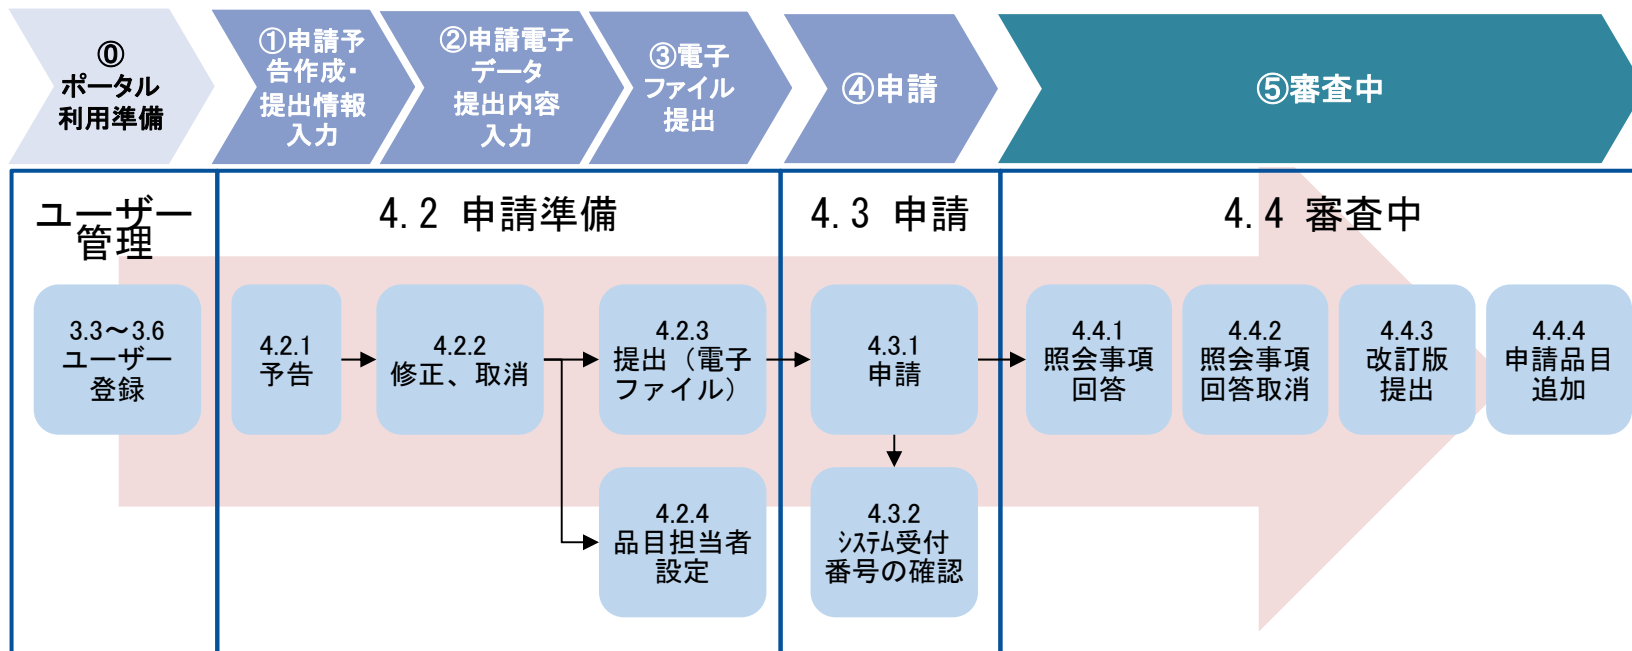 ⓪
ポータル
利用準備
①申請予
告作成・
提出情報
入力
②申請電子
データ
提出内容
入力
③電子
ファイル
提出
④申請
⑤審査中
ユーザー
管理
4.2 申請準備
4.3 申請
4.4 審査中
3.3～3.6
ユーザー
登録
4.2.1
予告
4.2.2
修正、取消
4.2.3
提出（電子
ファイル）
4.2.4
品目担当者
設定
4.3.1
申請
4.3.2
ｼｽﾃﾑ受付
番号の確認
4.4.1
照会事項
回答
4.4.2
照会事項
回答取消
4.4.3
改訂版
提出
4.4.4
申請品目
追加